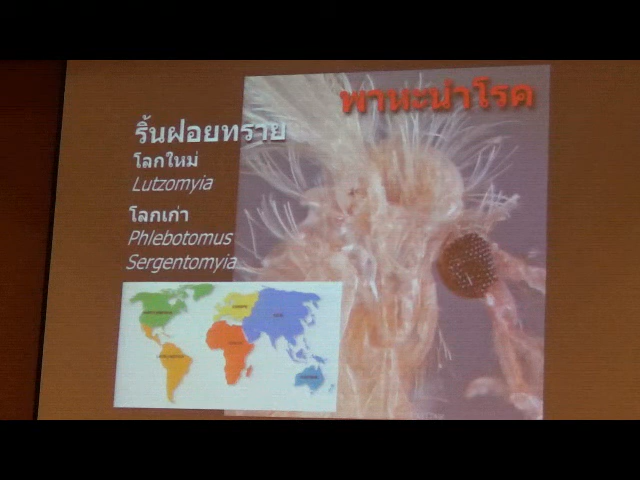 พาหะนำโรค
ริ้นฝอยทราย
โลกใหม่
Lutzomyia
โลกเก่า
Phlebotomus
Sergentomyia